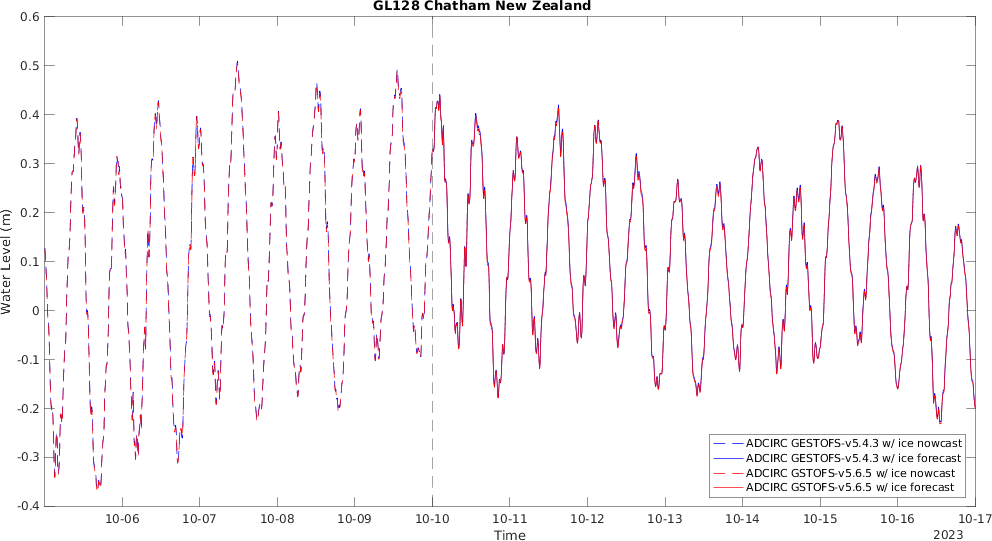 GL128 Chatham New Zealand
0.6
0.5
0.4
0.3
0.2
0.1
0
-0.1
-0.2
-0.3
-0.4
Water Level (m)
ADCIRC GESTOFS-v5.4.3 w/ ice nowcast
ADCIRC GESTOFS-v5.4.3 w/ ice forecast
ADCIRC GSTOFS-v5.6.5 w/ ice nowcast
ADCIRC GSTOFS-v5.6.5 w/ ice forecast
10-06 10-07 10-08 10-09 10-10 10-11 10-12 10-13 10-14 10-15 10-16 10-17
Time
2023